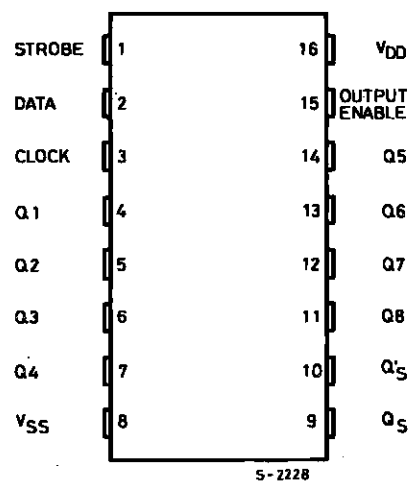 STROBE 1 16 VDD
DATA 2 15 OUTPUT ENABLE
CLOCK 3 14 Q5
Q1 4 13 Q6
Q2 5 12 Q7
Q3 6 11 Q8
Q4 7 10 Q'S
VSS 8 9 QS
S-2228